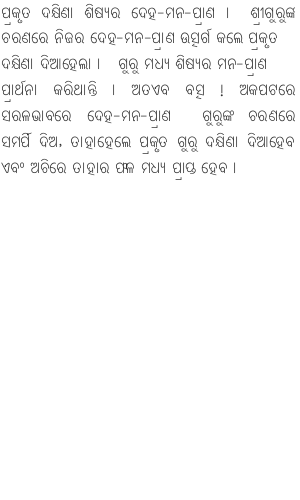 ପ୍ରକୃତ ଦକ୍ଷିଣା ଶିଷ୍ୟର ଦେହ-ମନ-ପ୍ରାଣ । ଶ୍ରୀଗୁରୁଙ୍କ
ଚରଣରେ ନିଜର ଦେହ-ମନ-ପ୍ରାଣ ଉତ୍ସର୍ଗ କଲେ ପ୍ରକୃତ
ଦକ୍ଷିଣା ଦିଆହେଲା । ଗୁରୁ ମଧ୍ୟ ଶିଷ୍ୟର ମନ-ପ୍ରାଣ
ପ୍ରାର୍ଥନା କରିଥାନ୍ତି । ଅତଏବ ବତ୍ସ ! ଅକପଟରେ
ସରଳଭାବରେ ଦେହ-ମନ-ପ୍ରାଣ ଗୁରୁଙ୍କ ଚରଣରେ
ସମର୍ପି ଦିଅ, ତାହାହେଲେ ପ୍ରକୃତ ଗୁରୁ ଦକ୍ଷିଣା ଦିଆହେବ
ଏବଂ ଅଚିରେ ତାହାର ଫଳ ମଧ୍ୟ ପ୍ରାପ୍ତ ହେବ ।